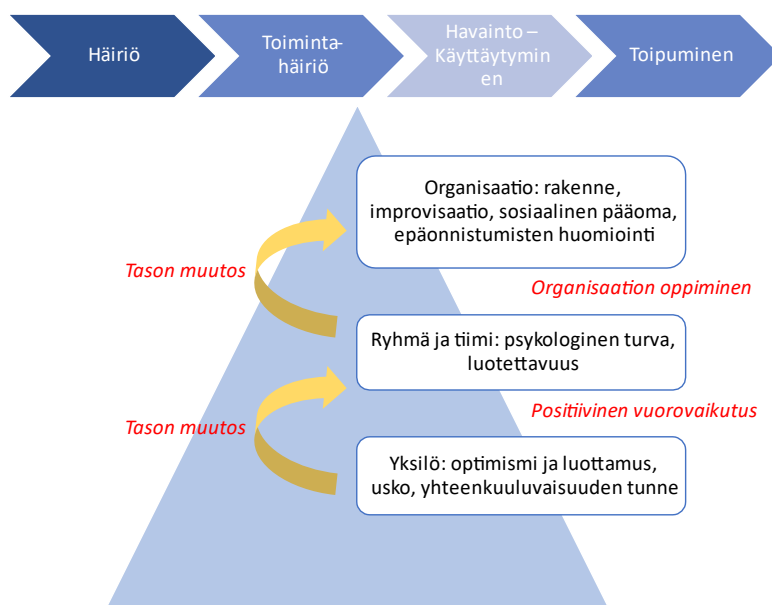 Häiriö
Toiminta-
häiriö
Havainto –
Käyttäytymin
en
Toipuminen
Organisaatio: rakenne,
improvisaatio, sosiaalinen pääoma,
epäonnistumisten huomiointi
Tason muutos
Organisaation oppiminen
Ryhmä ja tiimi: psykologinen turva,
luotettavuus
Tason muutos
Positiivinen vuorovaikutus
Yksilö: optimismi ja luottamus,
usko, yhteenkuuluvaisuuden tunne